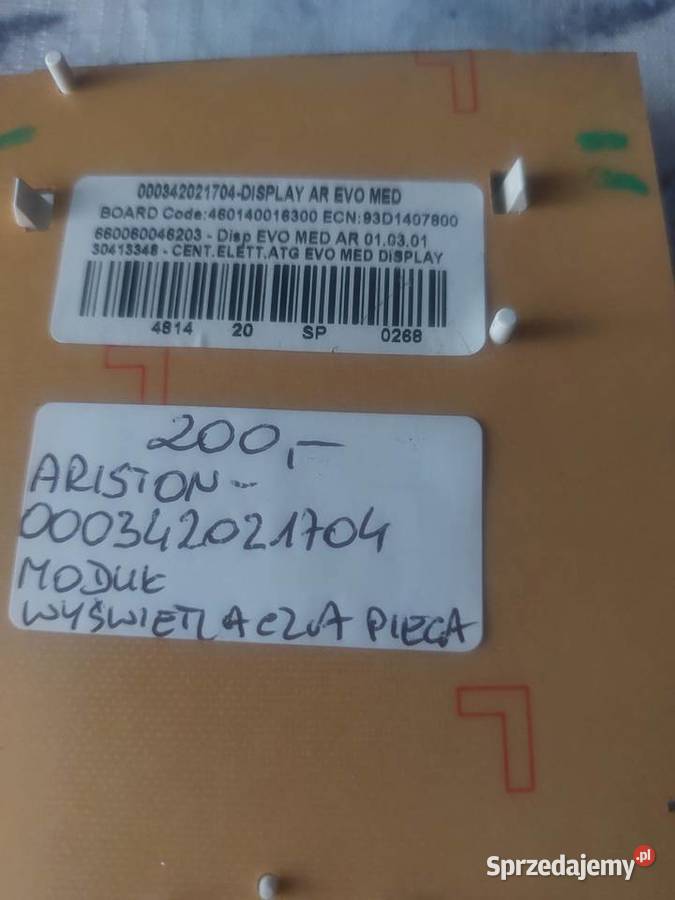 000342021704-DISPLAY AR EVO MED
BOARD Code:460140016300 ECN:93D1407800
660060046203 - Disp EVO MED AR 01.03.01
30413348 - CENT.ELETT.ATG EVO MED DISPLAY
4814 20 SP 0268
200,-
ARISTON-
000342021704
MODUŁ
WYŚWIETLACZA PIECA
Sprzedajemy.pl